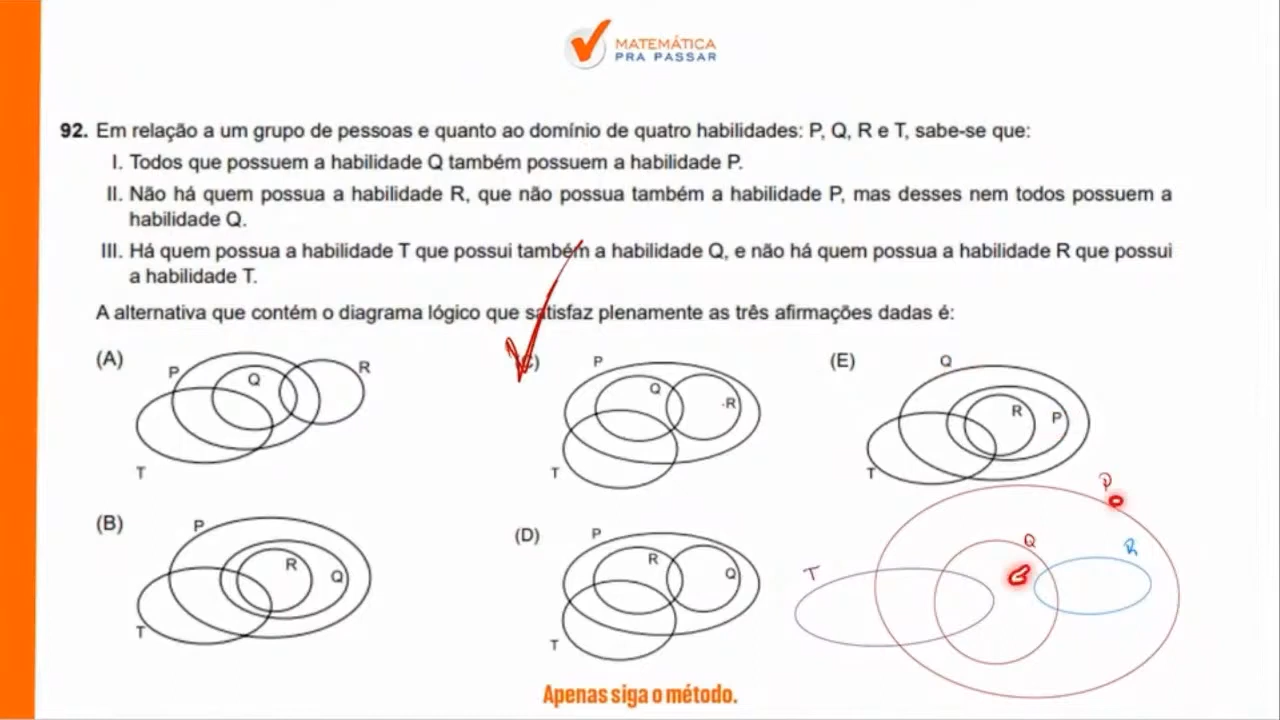 MATEMÁTICA
PRA PASSAR
92. Em relação a um grupo de pessoas e quanto ao domínio de quatro habilidades: P, Q, R e T, sabe-se que:
I. Todos que possuem a habilidade Q também possuem a habilidade P.
II. Não há quem possua a habilidade R, que não possua também a habilidade P, mas desses nem todos possuem a
habilidade Q.
III. Há quem possua a habilidade T que possui também a habilidade Q, e não há quem possua a habilidade R que possui
a habilidade T.
A alternativa que contém o diagrama lógico que satisfaz plenamente as três afirmações dadas é:
(A)
P
Q
R
T
(B)
P
R
Q
T
P
Q
R
T
(D)
P
R
Q
T
(E)
Q
R
P
T
P
Q
R
T
Apenas siga o método.